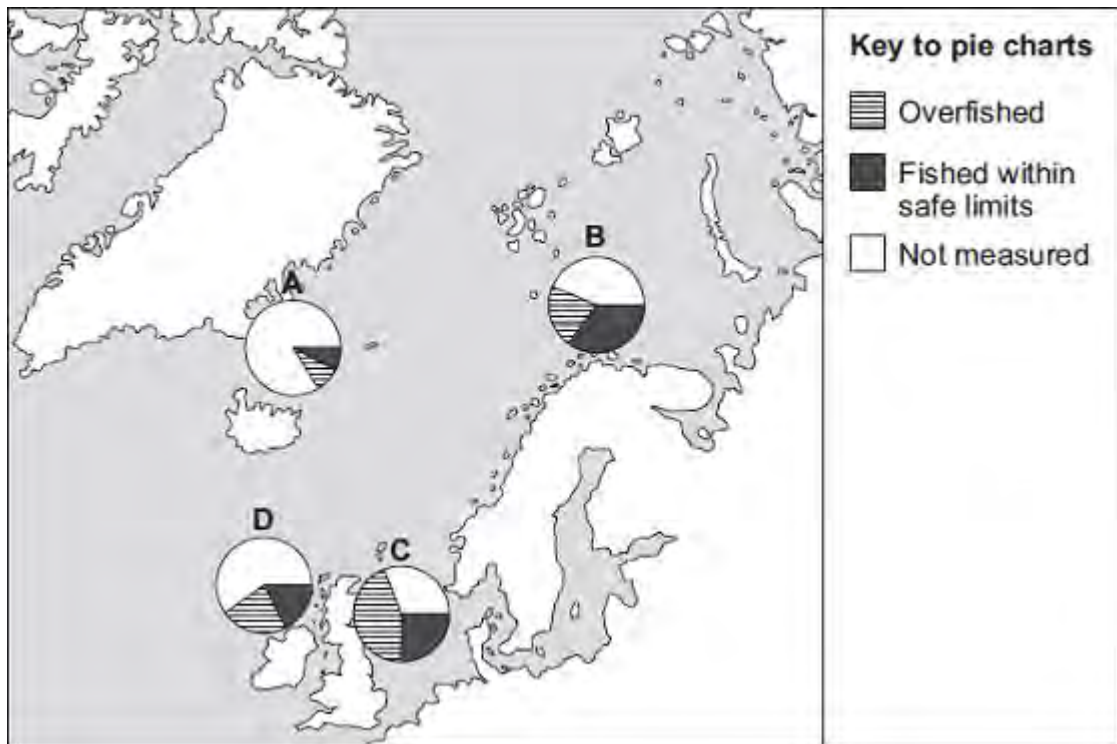 Key to pie charts
Overfished
Fished within
safe limits
Not measured
A
B
C
D